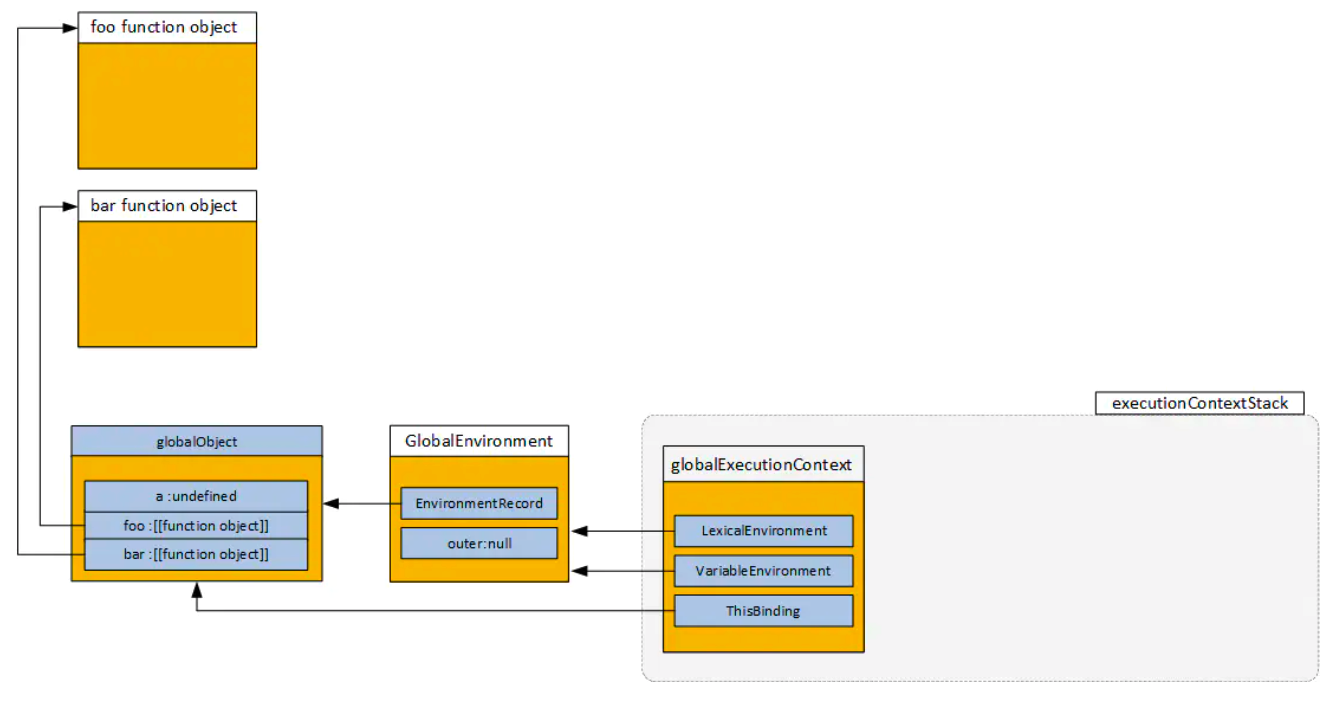 foo function object
bar function object
executionContextStack
globalObject
GlobalEnvironment
globalExecutionContext
a :undefined
foo :[[function object]]
bar :[[function object]]
EnvironmentRecord
outer:null
LexicalEnvironment
VariableEnvironment
ThisBinding